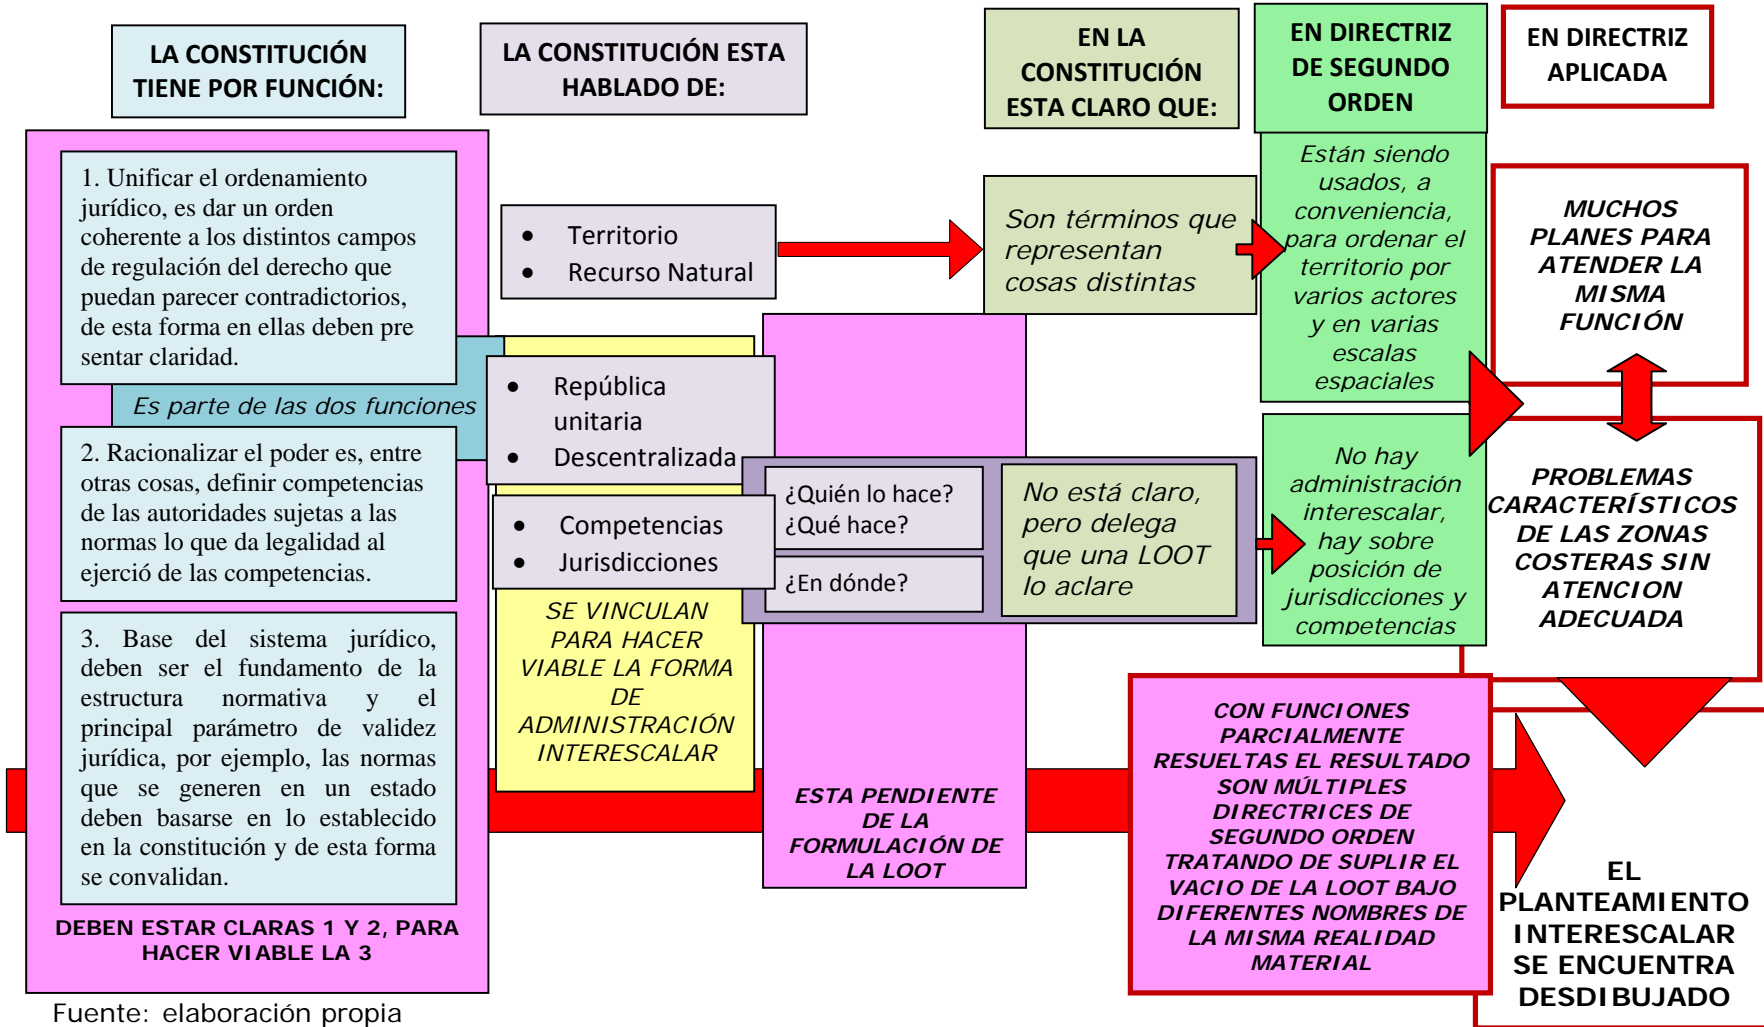 LA CONSTITUCIÓN
TIENE POR FUNCIÓN:
LA CONSTITUCIÓN ESTA
HABLADO DE:
EN LA
CONSTITUCIÓN
ESTA CLARO QUE:
EN DIRECTRIZ
DE SEGUNDO
ORDEN
EN DIRECTRIZ
APLICADA
1. Unificar el ordenamiento
jurídico, es dar un orden
coherente a los distintos campos
de regulación del derecho que
puedan parecer contradictorios,
de esta forma en ellas deben pre
sentar claridad.
Es parte de las dos funciones
2. Racionalizar el poder es, entre
otras cosas, definir competencias
de las autoridades sujetas a las
normas lo que da legalidad al
ejerció de las competencias.
3. Base del sistema jurídico,
deben ser el fundamento de la
estructura normativa y el
principal parámetro de validez
jurídica, por ejemplo, las normas
que se generen en un estado
deben basarse en lo establecido
en la constitución y de esta forma
se convalidan.
DEBEN ESTAR CLARAS 1 Y 2, PARA
HACER VIABLE LA 3
• Territorio
• Recurso Natural
• República
unitaria
• Descentralizada
• Competencias
• Jurisdicciones
SE VINCULAN
PARA HACER
VIABLE LA FORMA
DE
ADMINISTRACIÓN
INTERESCALAR
¿Quién lo hace?
¿Qué hace?
¿En dónde?
ESTA PENDIENTE
DE LA
FORMULACIÓN DE
LA LOOT
Son términos que
representan
cosas distintas
No está claro,
pero delega
que una LOOT
lo aclare
Están siendo
usados, a
conveniencia,
para ordenar el
territorio por
varios actores
y en varias
escalas
espaciales
No hay
administración
interescalar,
hay sobre
posición de
jurisdicciones y
competencias
CON FUNCIONES
PARCIALMENTE
RESUELTAS EL RESULTADO
SON MÚLTIPLES
DIRECTRICES DE
SEGUNDO ORDEN
TRATANDO DE SUPLIR EL
VACIO DE LA LOOT BAJO
DIFERENTES NOMBRES DE
LA MISMA REALIDAD
MATERIAL
MUCHOS
PLANES PARA
ATENDER LA
MISMA
FUNCIÓN
PROBLEMAS
CARACTERÍSTICOS
DE LAS ZONAS
COSTERAS SIN
ATENCION
ADECUADA
EL
PLANTEAMIENTO
INTERESCALAR
SE ENCUENTRA
DESDIBUJADO
Fuente: elaboración propia